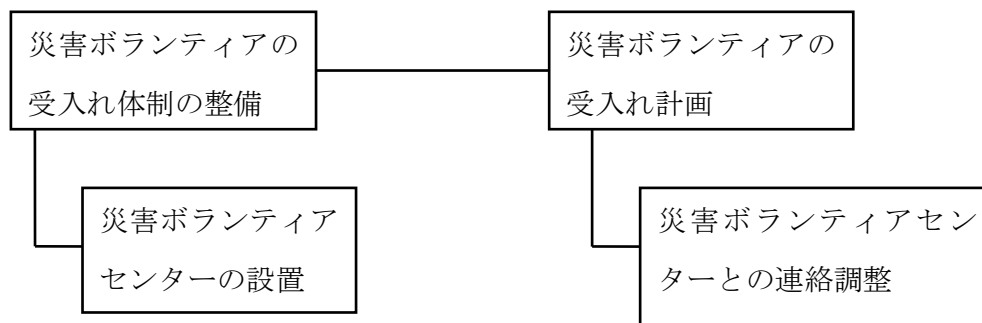 災害ボランティアの
受入れ体制の整備
災害ボランティアの
受入れ計画
災害ボランティア
センターの設置
災害ボランティアセン
ターとの連絡調整